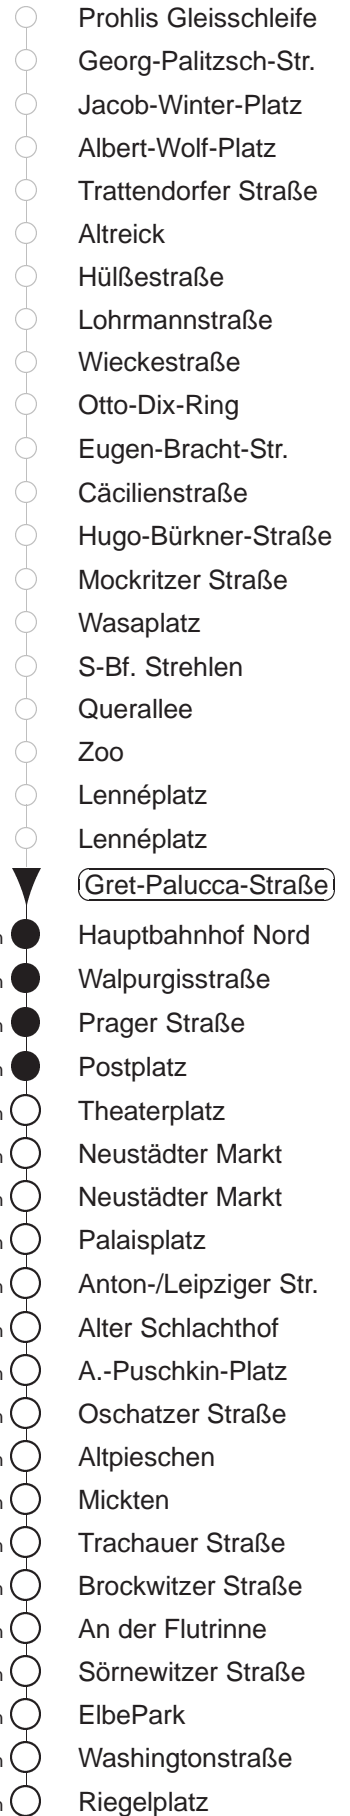 Prohlis Gleisschleife
Georg-Palitzsch-Str.
Jacob-Winter-Platz
Albert-Wolf-Platz
Trattendorfer Straße
Altreick
Hülßestraße
Lohrmannstraße
Wieckestraße
Otto-Dix-Ring
Eugen-Bracht-Str.
Cäcilienstraße
Hugo-Bürkner-Straße
Mockritzer Straße
Wasaplatz
S-Bf. Strehlen
Querallee
Zoo
Lennéplatz
Lennéplatz
Gret-Palucca-Straße
Hauptbahnhof Nord
Walpurgisstraße
Prager Straße
Postplatz
Theaterplatz
Neustädter Markt
Neustädter Markt
Palaisplatz
Anton-/Leipziger Str.
Alter Schlachthof
A.-Puschkin-Platz
Oschatzer Straße
Altpieschen
Mickten
Trachauer Straße
Brockwitzer Straße
An der Flutrinne
Sörnewitzer Straße
ElbePark
Washingtonstraße
Riegelplatz